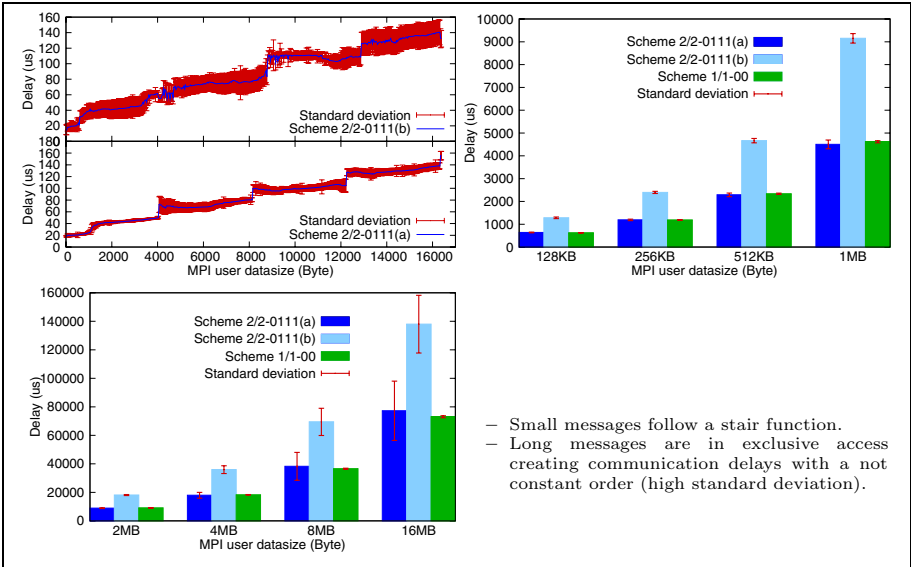 160
140
120
100
80
60
40
20
Delay (us)
Standard deviation
Scheme 2/2-0111(b)
180
160
140
120
100
80
60
40
20
0
Delay (us)
Standard deviation
Scheme 2/2-0111(a)
0 2000 4000 6000 8000 10000 12000 14000 16000
MPI user datasize (Byte)
10000
9000
8000
7000
6000
5000
4000
3000
2000
1000
0
Delay (us)
Scheme 2/2-0111(a)
Scheme 2/2-0111(b)
Scheme 1/1-00
Standard deviation
128KB 256KB 512KB 1MB
MPI user datasize (Byte)
160000
140000
120000
100000
80000
60000
40000
20000
0
Delay (us)
Scheme 2/2-0111(a)
Scheme 2/2-0111(b)
Scheme 1/1-00
Standard deviation
2MB 4MB 8MB 16MB
MPI user datasize (Byte)
– Small messages follow a stair function.
– Long messages are in exclusive access
creating communication delays with a not
constant order (high standard deviation).